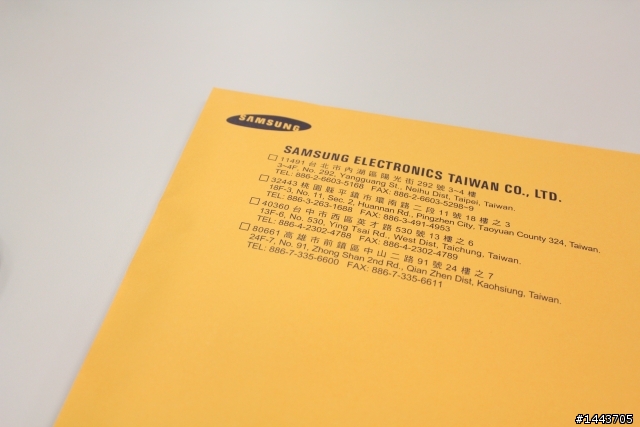 SAMSUNG
SAMSUNG ELECTRONICS TAIWAN CO., LTD.
□ 11491 台北市內湖區陽光街 292 號 3~4 樓
3~4F, No. 292, Yangguang St., Neihu Dist, Taipei, Taiwan.
TEL: 886-2-6603-5168 FAX: 886-2-6603-5298~9
□ 32443 桃園縣平鎮市環南路二段 11 號 18 樓之 3
18F-3, No. 11, Sec. 2, Huannan Rd., Pingzhen City, Taoyuan County 324, Taiwan.
TEL: 886-3-263-1688 FAX: 886-3-491-4953
□ 40360 台中市西區英才路 530 號 13 樓之 6
13F-6, No. 530, Ying Tsai Rd., West Dist, Taichung, Taiwan.
TEL: 886-4-2302-4788 FAX: 886-4-2302-4789
□ 80661 高雄市前鎮區中山二路 91 號 24 樓之 7
24F-7, No. 91, Zhong Shan 2nd Rd., Qian Zhen Dist, Kaohsiung, Taiwan.
TEL: 886-7-335-6600 FAX: 886-7-335-6611
#1443705